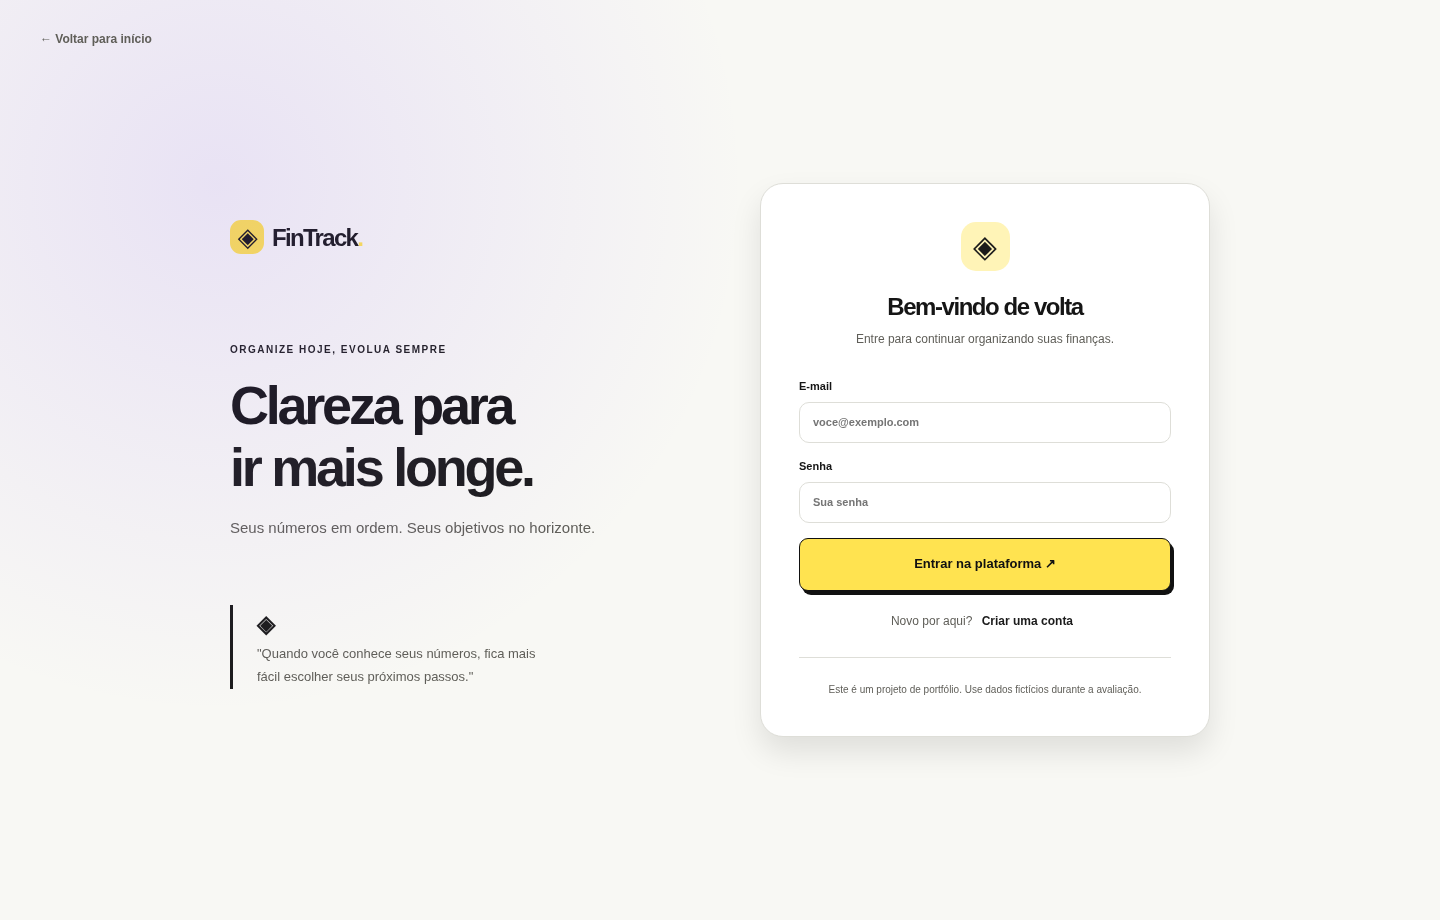 ← Voltar para início
FinTrack.
ORGANIZE HOJE, EVOLUA SEMPRE
Clareza para
ir mais longe.
Seus números em ordem. Seus objetivos no horizonte.
"Quando você conhece seus números, fica mais
fácil escolher seus próximos passos."
Bem-vindo de volta
Entre para continuar organizando suas finanças.
E-mail
voce@exemplo.com
Senha
Sua senha
Entrar na plataforma ↗
Novo por aqui? Criar uma conta
Este é um projeto de portfólio. Use dados fictícios durante a avaliação.